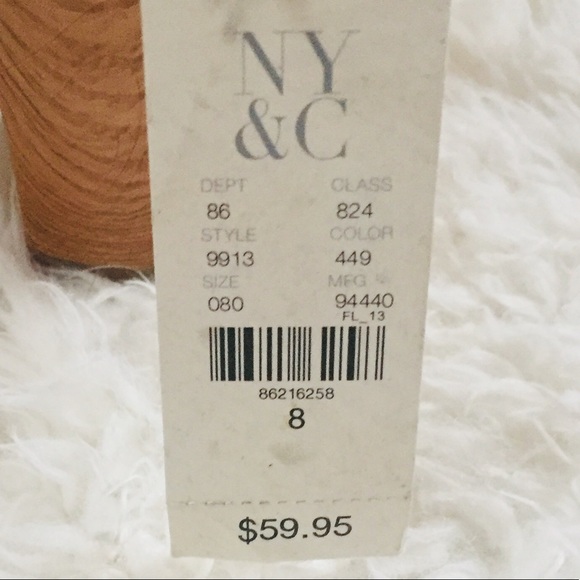 NY
&C
DEPT CLASS
86 824
STYLE COLOR
9913 449
SIZE MFG
080 94440
FL_13
86216258
8
$59.95